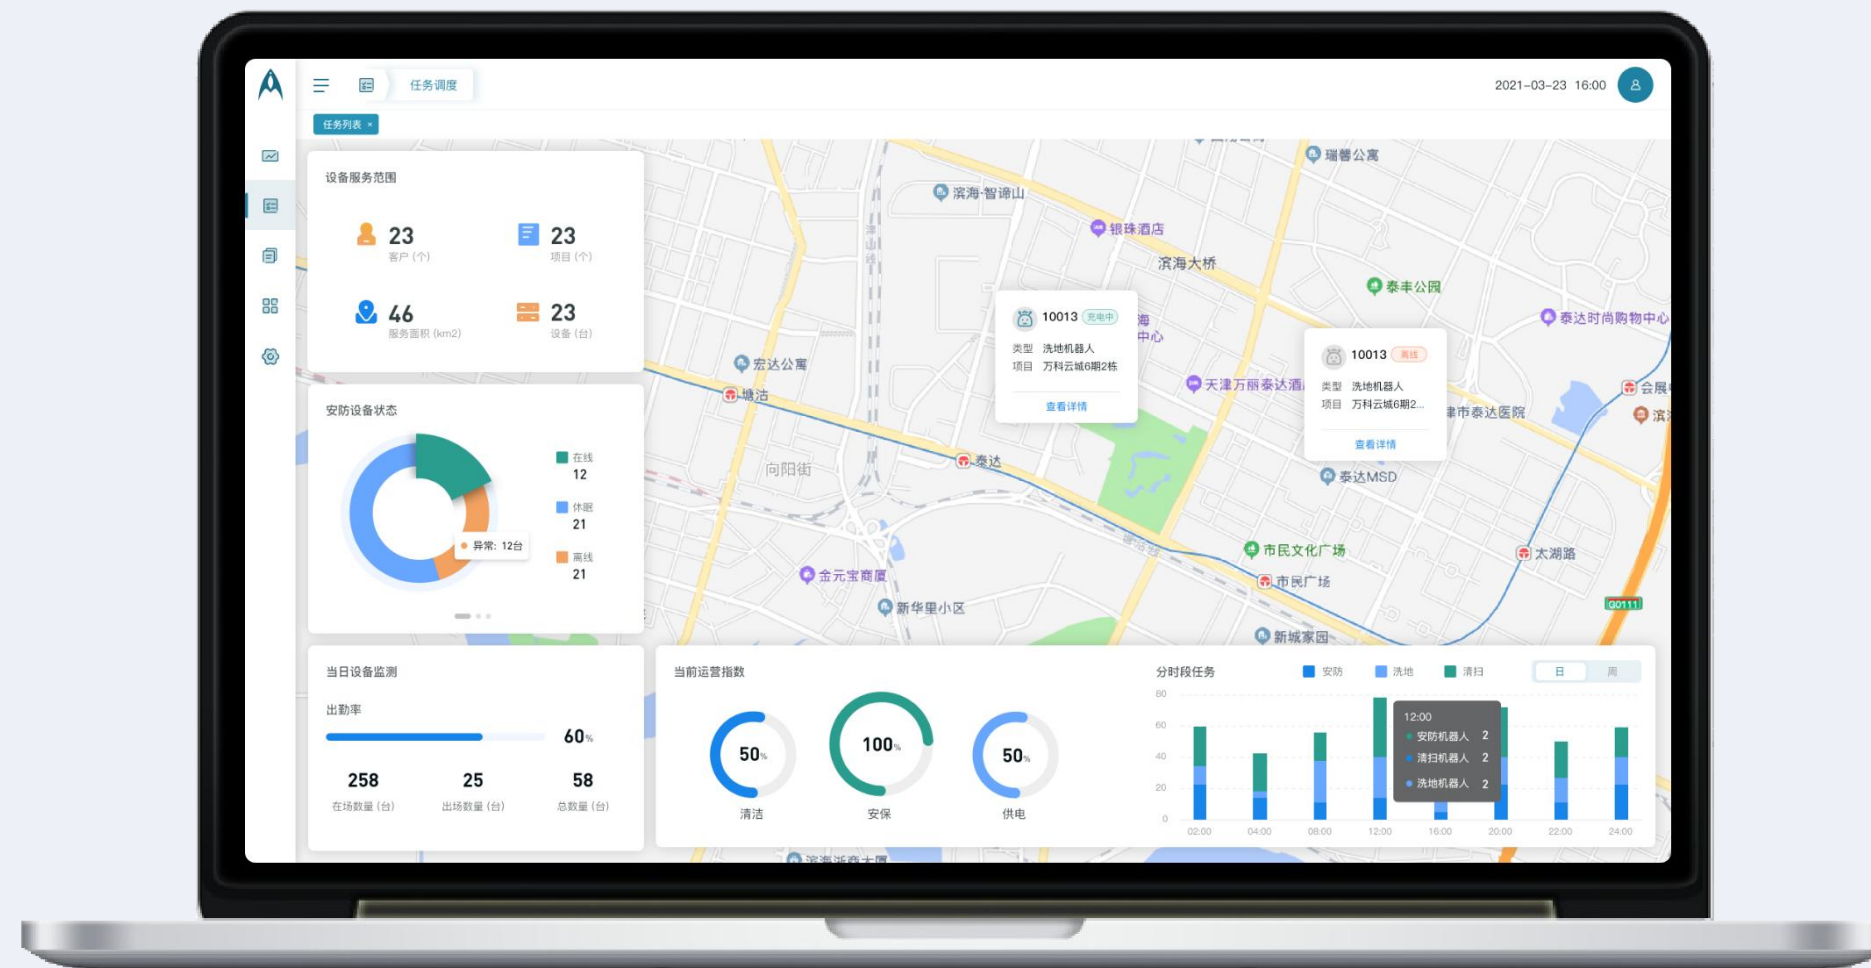 任务调度
2021-03-23 16:00
任务列表 ×
设备服务范围
23
客户 (个)
23
项目 (个)
46
服务面积 (km2)
23
设备 (台)
安防设备状态
在线
12
休眠
21
离线
21
异常: 12台
当日设备监测
出勤率
60%
258
在场数量 (台)
25
出场数量 (台)
58
总数量 (台)
当前运营指数
50%
清洁
100%
安保
50%
供电
分时段任务
安防
洗地
清扫
日
周
80
60
40
20
0
02:00
04:00
08:00
12:00
16:00
20:00
22:00
24:00
12:00
安防机器人 2
清扫机器人 2
洗地机器人 2
瑞馨公寓
滨海·智谛山
银珠酒店
滨海大桥
泰丰公园
泰达时尚购物中心
津山线
10013 充电中
类型 洗地机器人
项目 万科云城6期2栋
查看详情
海
中心
10013 离线
类型 洗地机器人
项目 万科云城6期2...
查看详情
宏达公寓
塘沽
天津万丽泰达酒
会展
津市泰达医院
滨
向阳街
泰达
泰达MSD
市民文化广场
太湖路
金元宝商厦
市民广场
新华里小区
G0111
新城家园
滨海浙商大厦